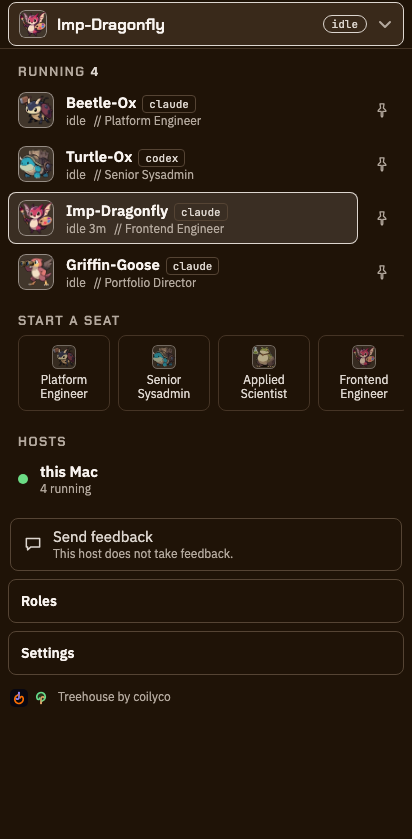 Imp-Dragonfly idle
RUNNING 4
Beetle-Ox claude
idle // Platform Engineer
Turtle-Ox codex
idle // Senior Sysadmin
Imp-Dragonfly claude
idle 3m // Frontend Engineer
Griffin-Goose claude
idle // Portfolio Director
START A SEAT
Platform
Engineer
Senior
Sysadmin
Applied
Scientist
Frontend
Engineer
HOSTS
this Mac
4 running
Send feedback
This host does not take feedback.
Roles
Settings
Treehouse by coilyco